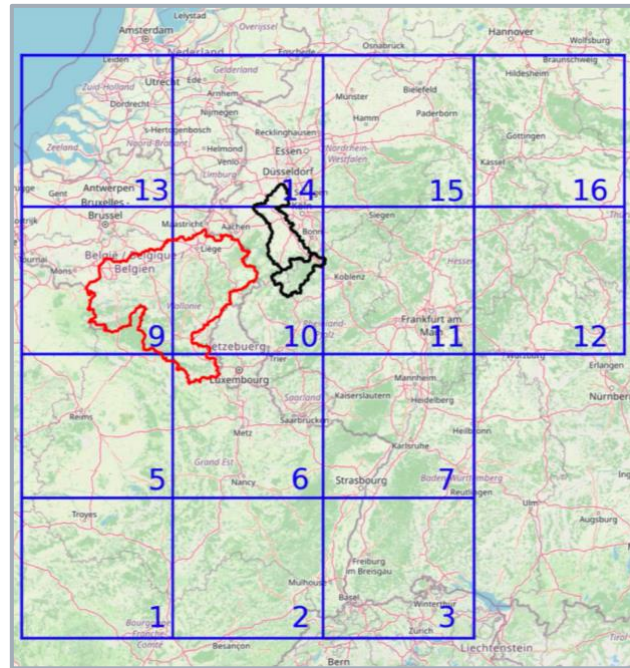 Lelystad
Amsterdam
Overijssel
Hannover
Wolfsburg
Nederland
Enschede
Osnabrück
Braunschweig
Leiden
Utrecht
Ede
Gelderland
Hildesheim
Zuid-Holland
Arnhem
Münster
Bielefeld
Dordrecht
Nijmegen
Hamm
Paderborn
's-Hertogenbosch
Recklinghausen
Göttingen
Zeeland
Noord-Brabant
Helmond
Essen
Nordrhein-
Westfalen
Kassel
Venlo
Limburg
Düsseldorf
Gent
Antwerpen
13
14
15
16
Bruxelles -
Brussel
Maastricht
Aachen
Bonn
Siegen
Liège
België / Belgique /
Belgien
Mons
Koblenz
Hessen
Wallonie
Frankfurt am
Main
9
10
11
12
Letzebuerg
Trier
Würzburg
Erlangen
Luxembourg
Mannheim
Nürnberg
Saarland
Kaiserslautern
Heidelberg
Reims
Saarbrücken
Metz
Karlsruhe
Heilbronn
Grand Est
Baden-Württemberg
5
6
7
Nancy
Strasbourg
Reutlingen
Troyes
Ulm
Augsburg
Freiburg
im Breisgau
Mulhouse
1
2
3
Basel
Winterthur
Bourgogne
Franche
Comté
Besançon
Zürich
Bern
Liechtenstein